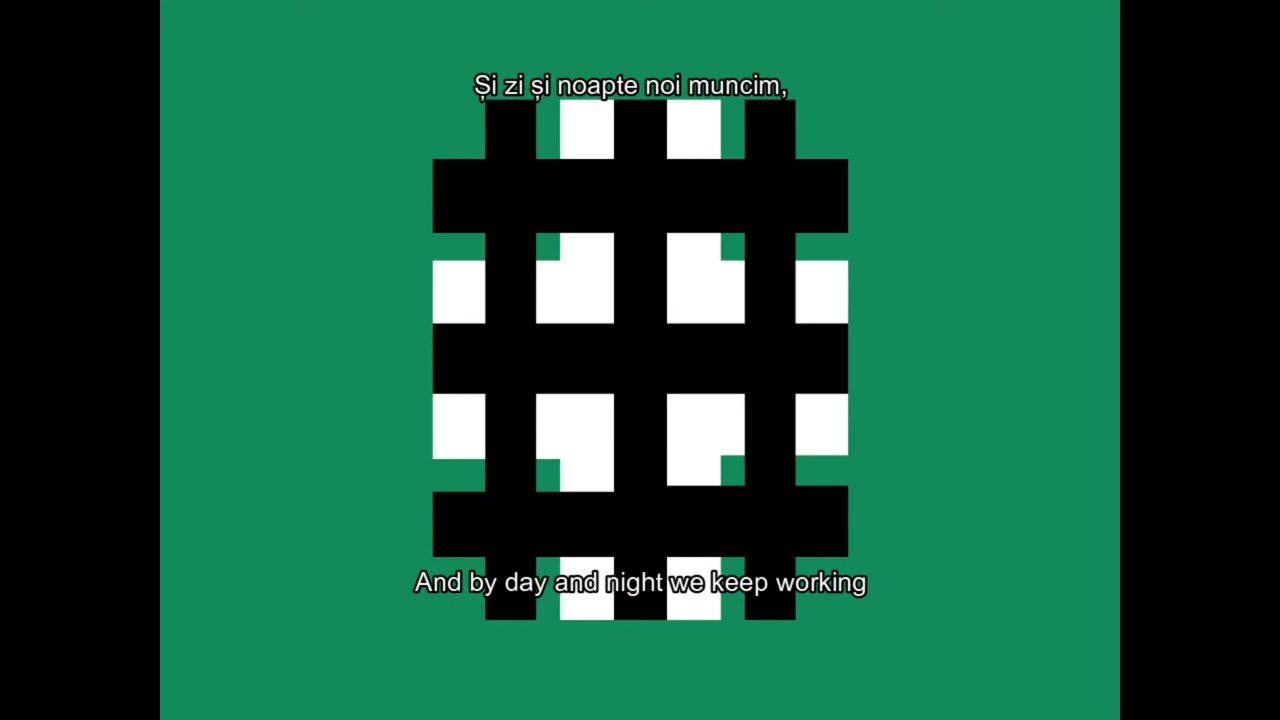 Și zi și noapte noi muncim,
And by day and night we keep working